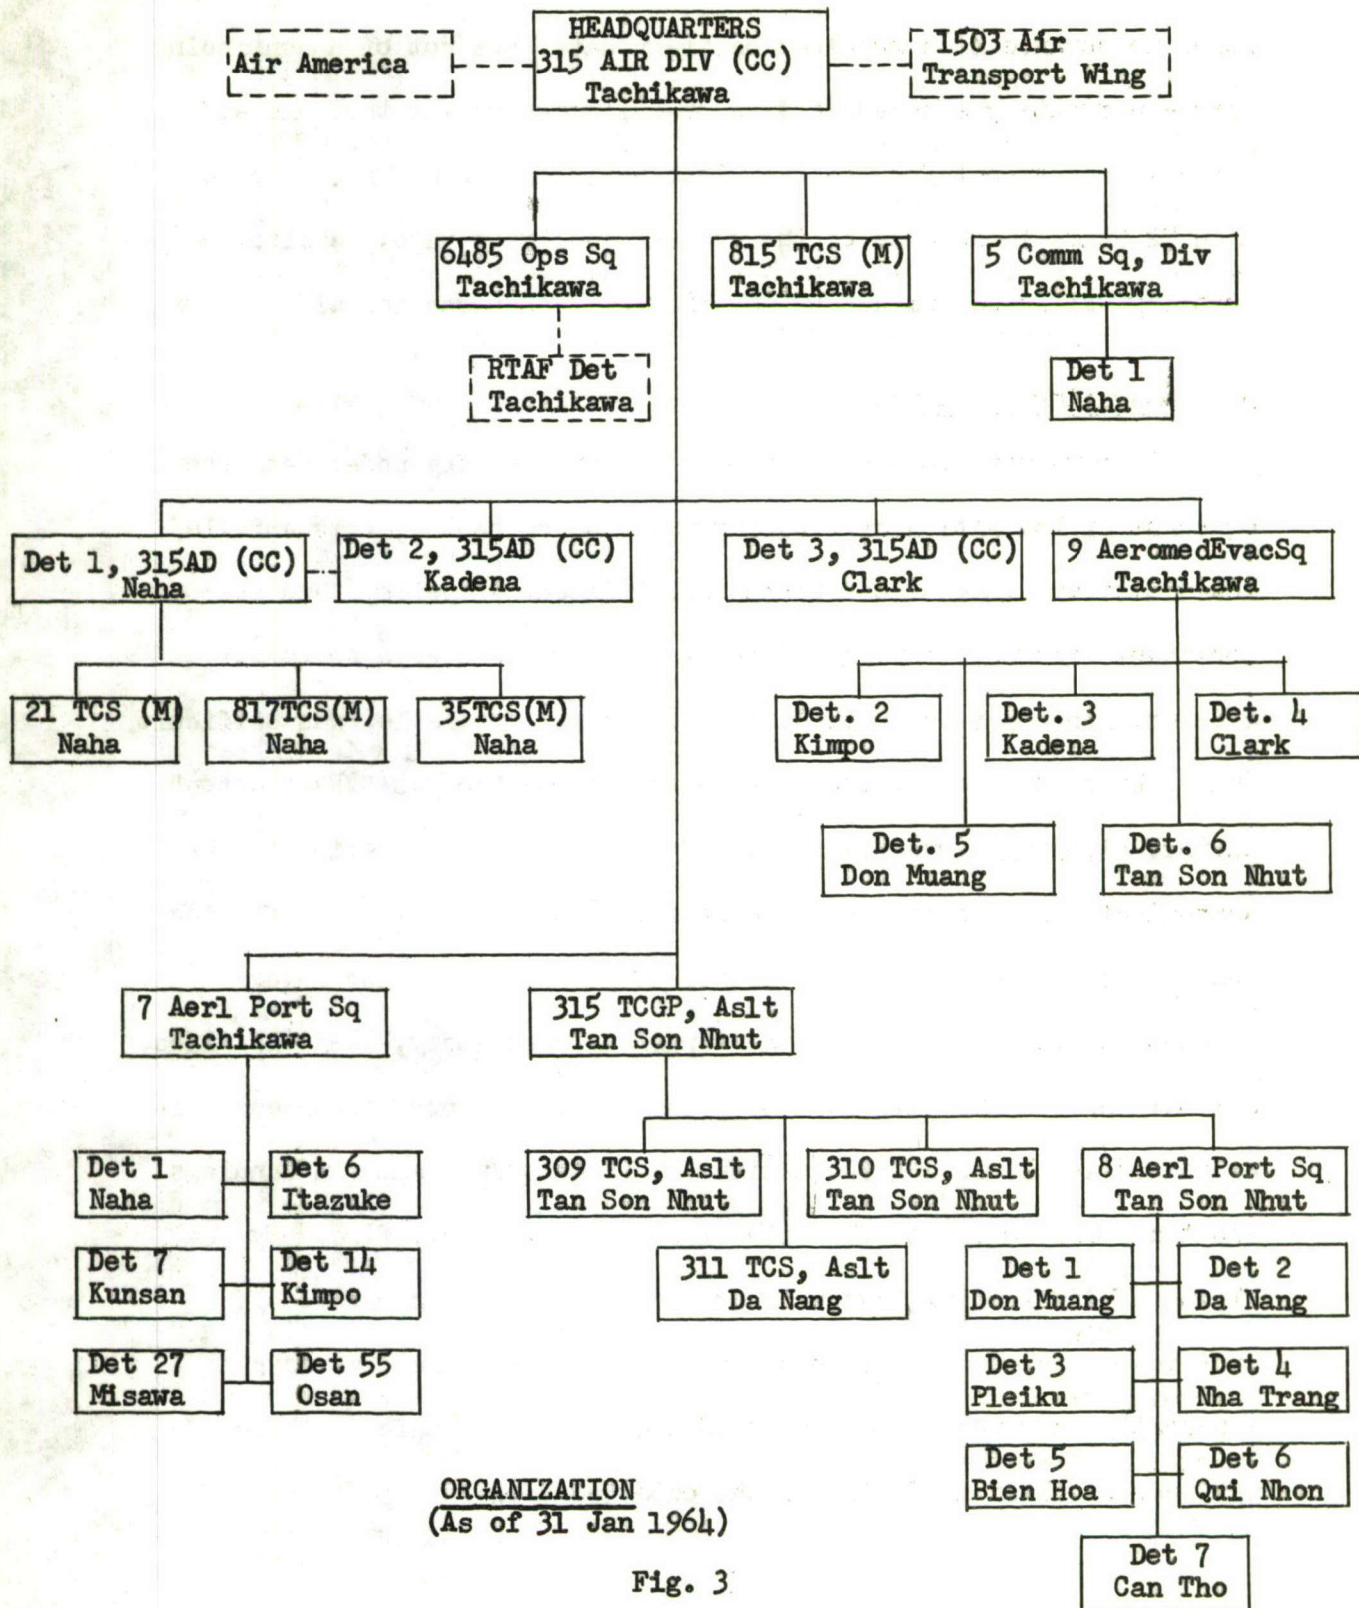 Air America
HEADQUARTERS
315 AIR DIV (CC)
Tachikawa
1503 Air
Transport Wing
6485 Ops Sq
Tachikawa
815 TCS (M)
Tachikawa
5 Comm Sq, Div
Tachikawa
RTAF Det
Tachikawa
Det 1
Naha
Det 1, 315AD (CC)
Naha
Det 2, 315AD (CC)
Kadena
Det 3, 315AD (CC)
Clark
9 AeromedEvacSq
Tachikawa
21 TCS (M)
Naha
817TCS(M)
Naha
35TCS(M)
Naha
Det. 2
Kimpo
Det. 3
Kadena
Det. 4
Clark
Det. 5
Don Muang
Det. 6
Tan Son Nhut
7 Aerl Port Sq
Tachikawa
315 TCGP, Aslt
Tan Son Nhut
Det 1
Naha
Det 6
Itazuke
Det 7
Kunsan
Det 14
Kimpo
Det 27
Misawa
Det 55
Osan
309 TCS, Aslt
Tan Son Nhut
310 TCS, Aslt
Tan Son Nhut
8 Aerl Port Sq
Tan Son Nhut
311 TCS, Aslt
Da Nang
Det 1
Don Muang
Det 2
Da Nang
Det 3
Pleiku
Det 4
Nha Trang
Det 5
Bien Hoa
Det 6
Qui Nhon
Det 7
Can Tho
ORGANIZATION
(As of 31 Jan 1964)
Fig. 3